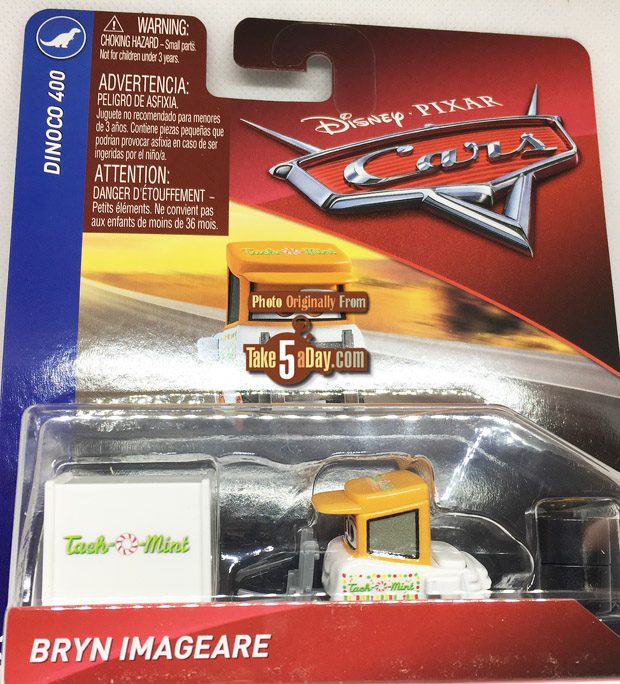 DINOCO 400
WARNING:
CHOKING HAZARD – Small parts.
Not for children under 3 years.
ADVERTENCIA:
PELIGRO DE ASFIXIA.
Juguete no recomendado para menores
de 3 años. Contiene piezas pequeñas que
podrían provocar asfixia en caso de ser
ingeridas por el niño/a.
ATTENTION:
DANGER D'ÉTOUFFEMENT –
Petits éléments. Ne convient pas
aux enfants de moins de 36 mois.
Disney · PIXAR
Cars
Tach-O-Mint
Photo Originally From
Take5aDay.com
Tach-O-Mint
Tach-O-Mint
BRYN IMAGEARE